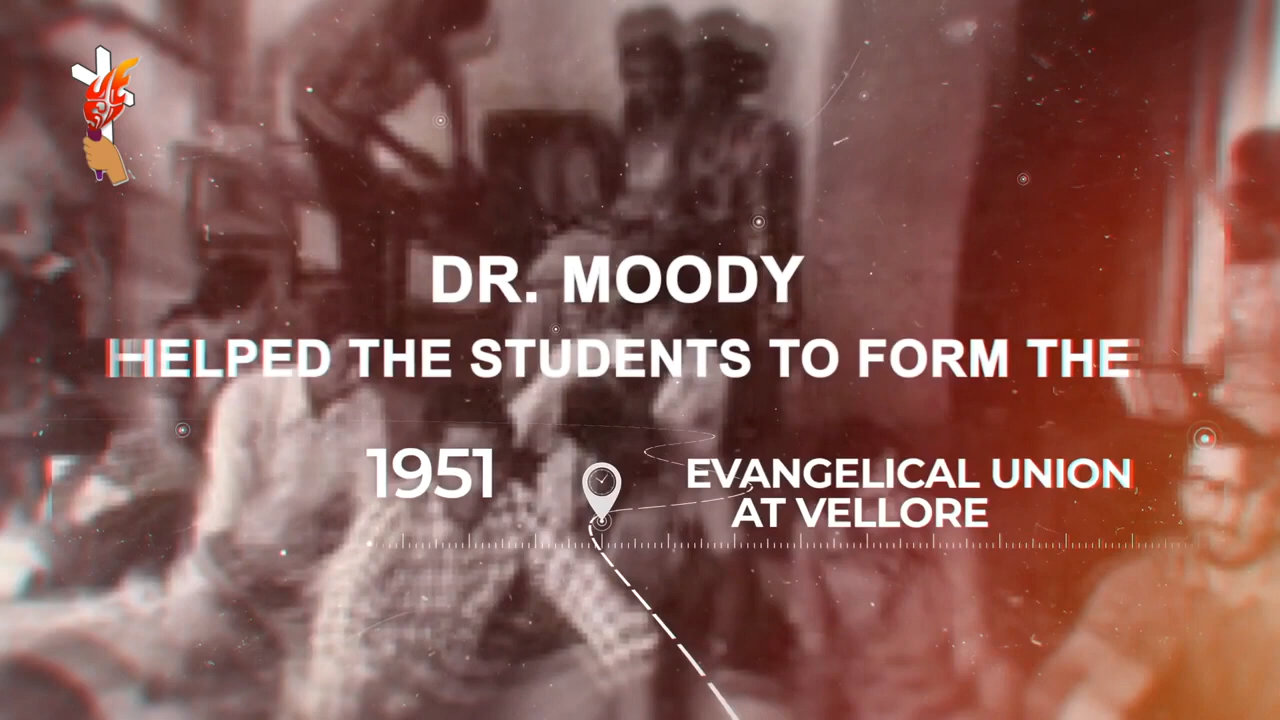 DR. MOODY
HELPED THE STUDENTS TO FORM THE
1951
EVANGELICAL UNION
AT VELLORE